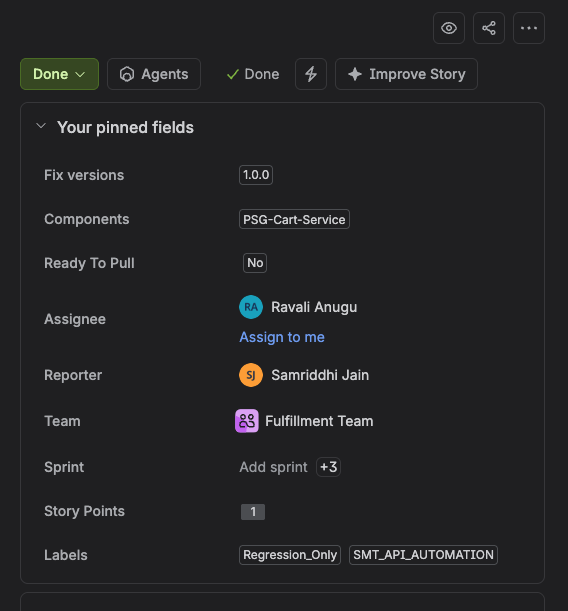 Done Agents Done Improve Story
Your pinned fields
Fix versions 1.0.0
Components PSG-Cart-Service
Ready To Pull No
Assignee RA Ravali Anugu
Assign to me
Reporter SJ Samriddhi Jain
Team Fulfillment Team
Sprint Add sprint +3
Story Points 1
Labels Regression_Only SMT_API_AUTOMATION